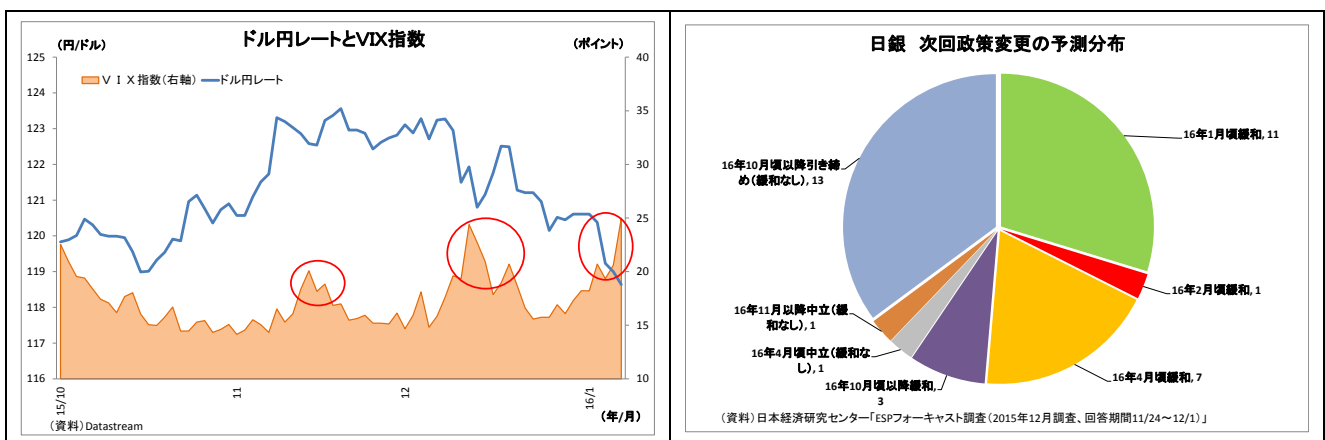 ドル円レートとVIX指数
(円/ドル)
(ポイント)
VIX指数(右軸)
ドル円レート
125
124
123
122
121
120
119
118
117
116
40
35
30
25
20
15
10
15/10
11
12
16/1
(年/月)
(資料)Datastream
日銀 次回政策変更の予測分布
16年1月頃緩和, 11
16年2月頃緩和, 1
16年4月頃緩和, 7
16年10月頃以降緩和,
3
16年4月頃中立(緩和な
し), 1
16年11月以降中立(緩
和なし), 1
16年10月頃以降引き締
め(緩和なし), 13
(資料)日本経済研究センター「ESPフォーキャスト調査(2015年12月調査、回答期間11/24~12/1)」